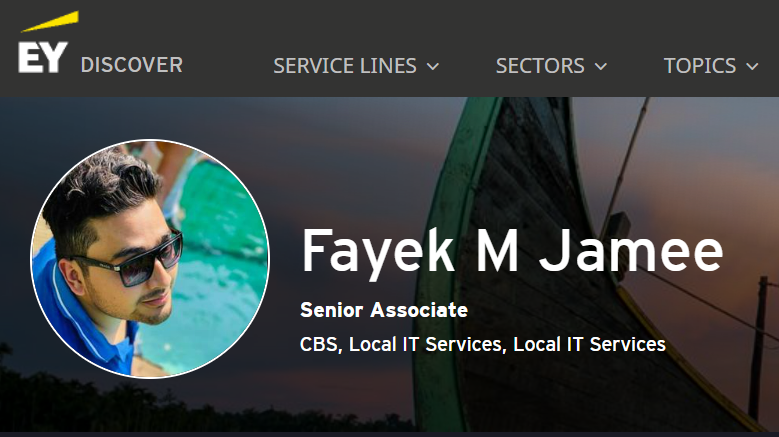 EY DISCOVER SERVICE LINES SECTORS TOPICS
Fayek M Jamee
Senior Associate
CBS, Local IT Services, Local IT Services